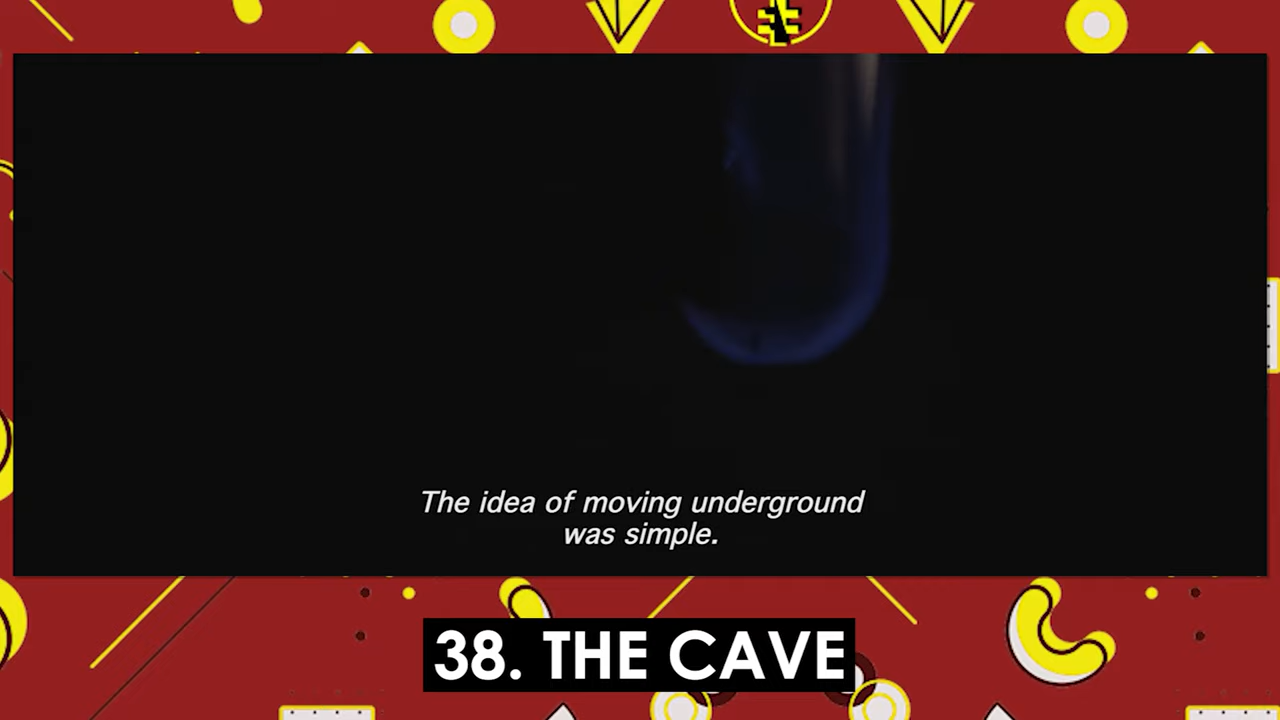 The idea of moving underground
was simple.
38. THE CAVE